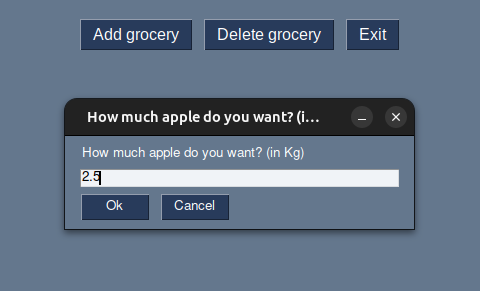 Add grocery Delete grocery Exit
How much apple do you want? (i...
How much apple do you want? (in Kg)
2.5
Ok Cancel